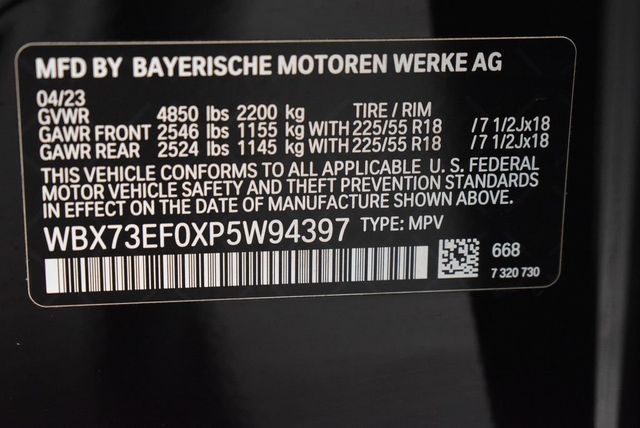 MFD BY BAYERISCHE MOTOREN WERKE AG
04/23
GVWR 4850 lbs 2200 kg TIRE / RIM
GAWR FRONT 2546 lbs 1155 kg WITH 225/55 R18 /7 1/2Jx18
GAWR REAR 2524 lbs 1145 kg WITH 225/55 R18 /7 1/2Jx18
THIS VEHICLE CONFORMS TO ALL APPLICABLE U. S. FEDERAL
MOTOR VEHICLE SAFETY AND THEFT PREVENTION STANDARDS
IN EFFECT ON THE DATE OF MANUFACTURE SHOWN ABOVE.
WBX73EF0XP5W94397 TYPE: MPV
668
7 320 730